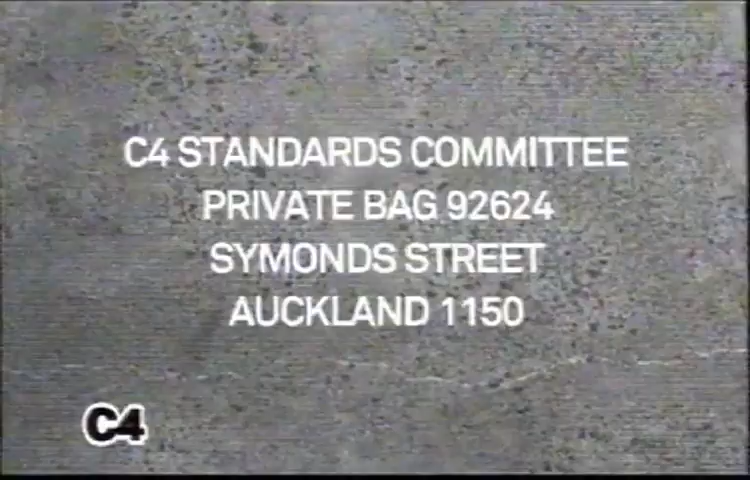 C4 STANDARDS COMMITTEE
PRIVATE BAG 92624
SYMONDS STREET
AUCKLAND 1150
C4